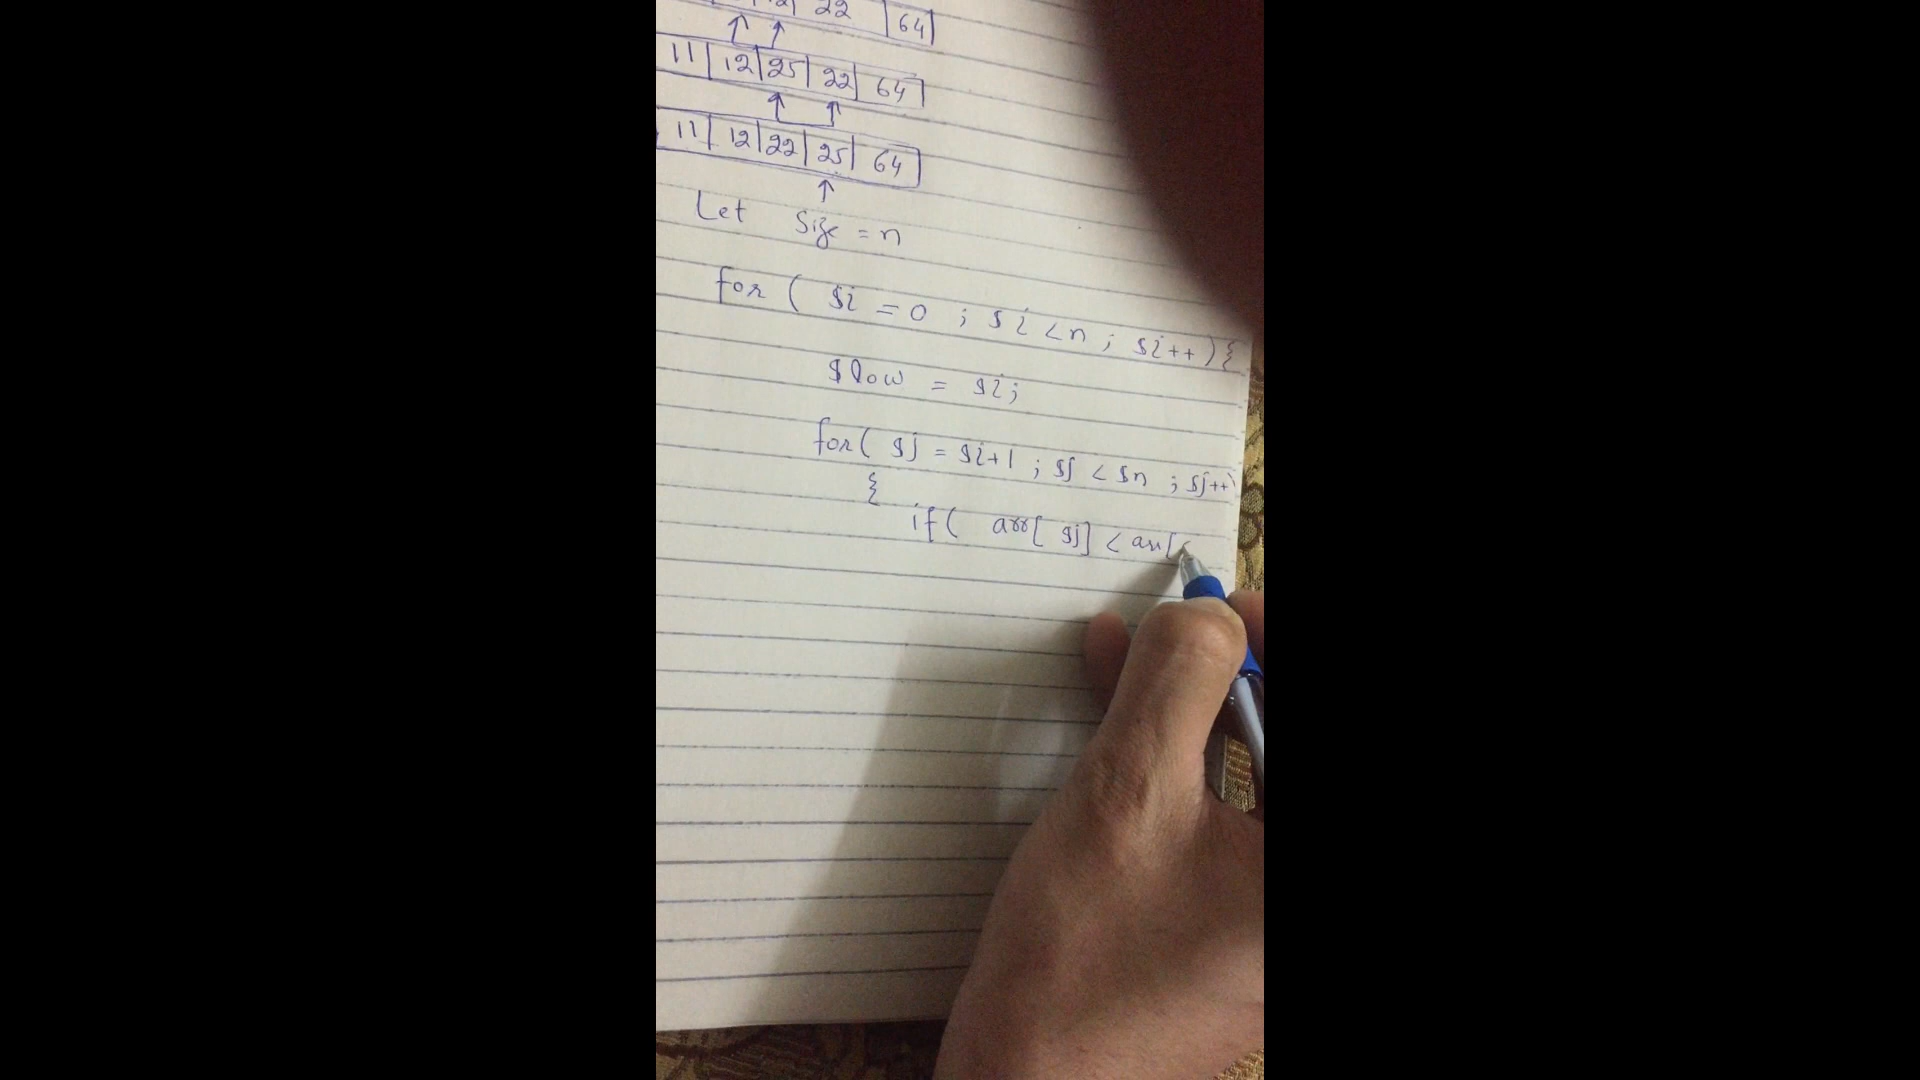 22 |64|
11| 12|25| 22| 64
11| 12|22|25| 64
Let Size = n
for ( $i = 0 ; $i < n ; $i++ ) {
$low = $i;
for ( $j = $i+1 ; $j < $n ; $j++)
{
if ( arr[ $j] < arr[